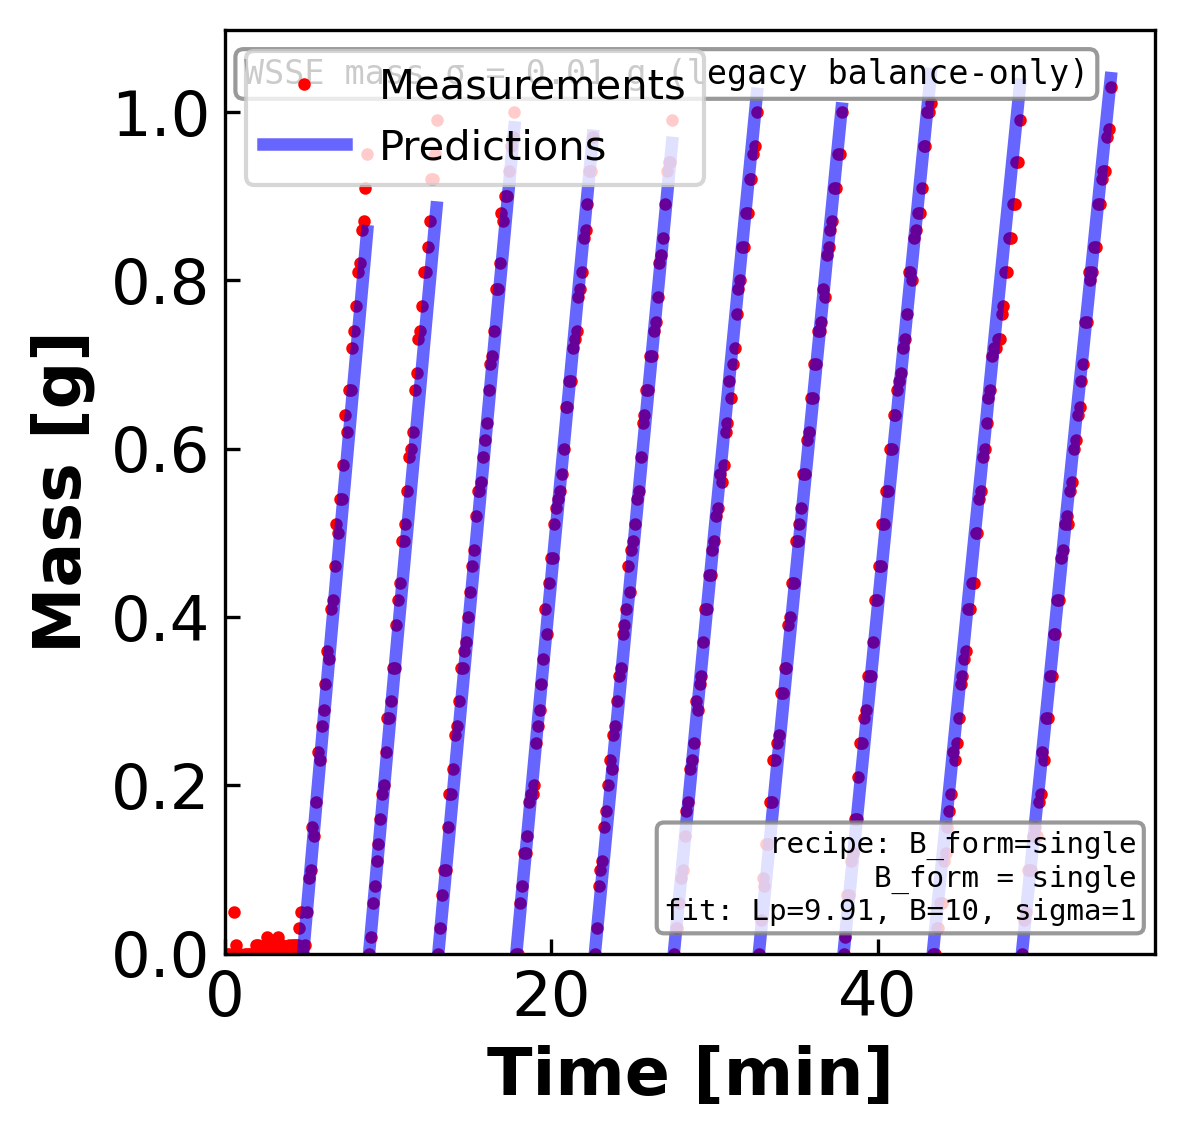 WSSE mass σ = 0.01 g (legacy balance-only)
Measurements
Predictions
1.0
0.8
0.6
0.4
0.2
0.0
Mass [g]
recipe: B_form=single
B_form = single
fit: Lp=9.91, B=10, sigma=1
0
20
40
Time [min]